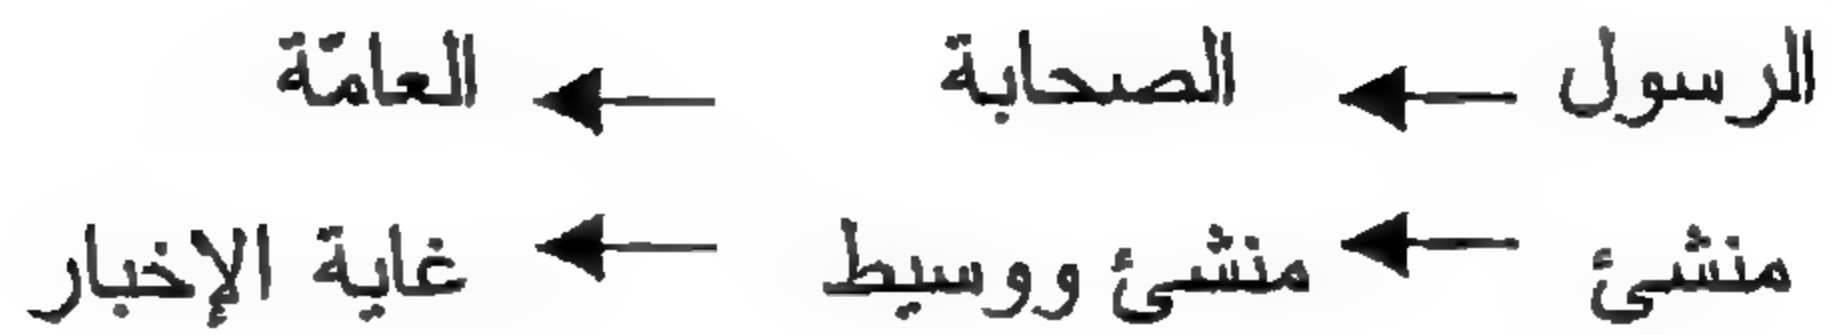 الرسول ← الصحابة ← العامّة
منشئ ← منشئ ووسيط ← غاية الإخبار